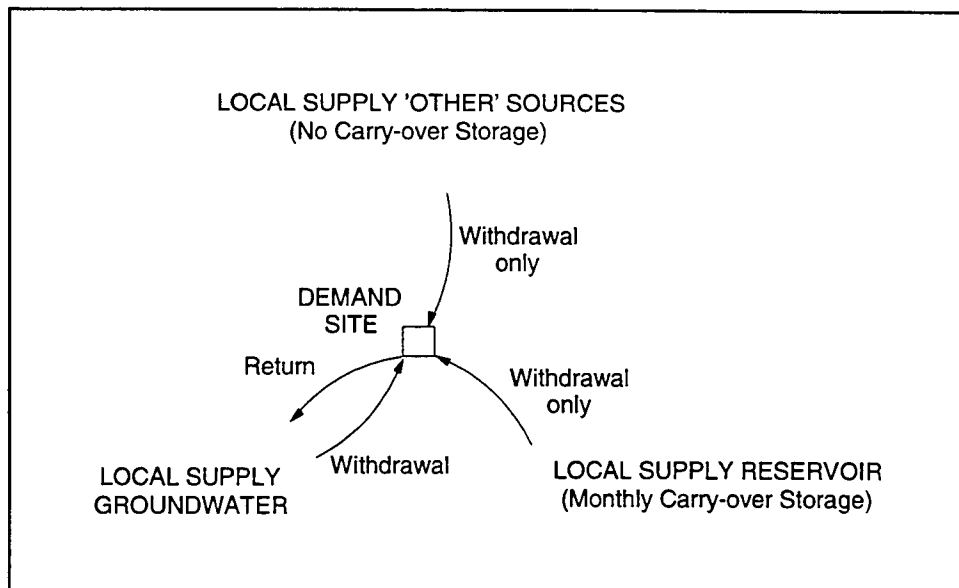 LOCAL SUPPLY 'OTHER' SOURCES
(No Carry-over Storage)
Withdrawal
only
DEMAND
SITE
Return
Withdrawal
only
Withdrawal
LOCAL SUPPLY
GROUNDWATER
LOCAL SUPPLY RESERVOIR
(Monthly Carry-over Storage)